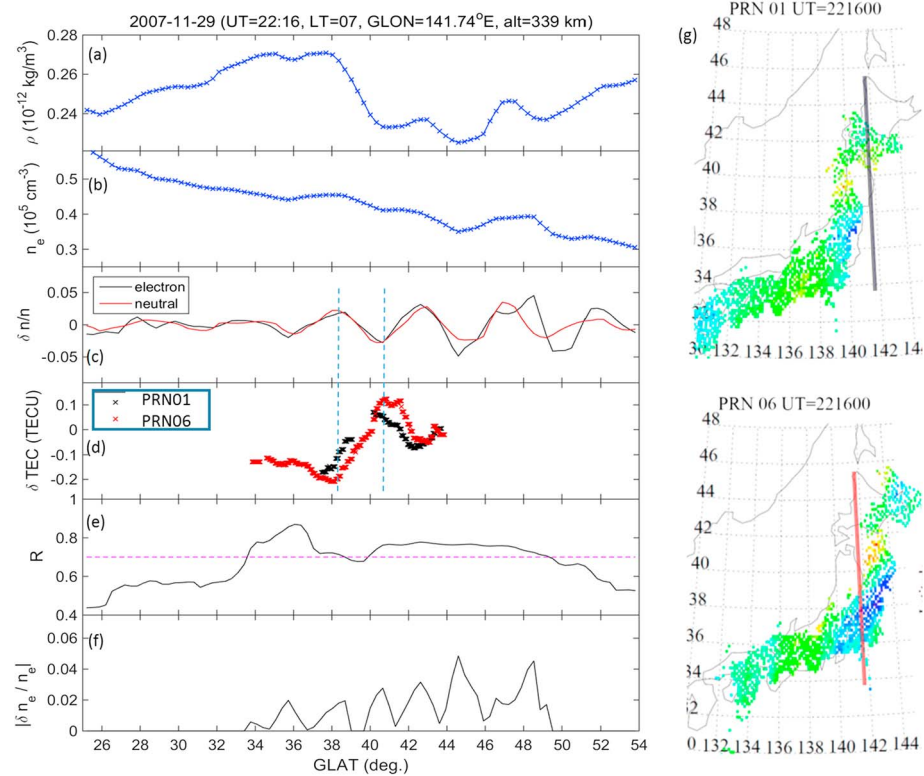 2007-11-29 (UT=22:16, LT=07, GLON=141.74°E, alt=339 km)
(a)
0.28
0.26
0.24
ρ (10⁻¹² kg/m³)
(b)
0.5
0.4
0.3
nₑ (10⁵ cm⁻³)
electron
neutral
0.05
0
-0.05
δ n/n
(c)
PRN01
PRN06
0.1
0
-0.1
-0.2
δ TEC (TECU)
(d)
1
0.8
0.6
0.4
R
(e)
(f)
0.06
0.04
0.02
0
|δ nₑ / nₑ|
26 28 30 32 34 36 38 40 42 44 46 48 50 52 54
GLAT (deg.)
(g)
PRN 01 UT=221600
48
46
44
42
40
38
36
34
132 134 136 138 140 142 144
PRN 06 UT=221600
48
46
44
42
40
38
36
34
132 134 136 138 140 142 144